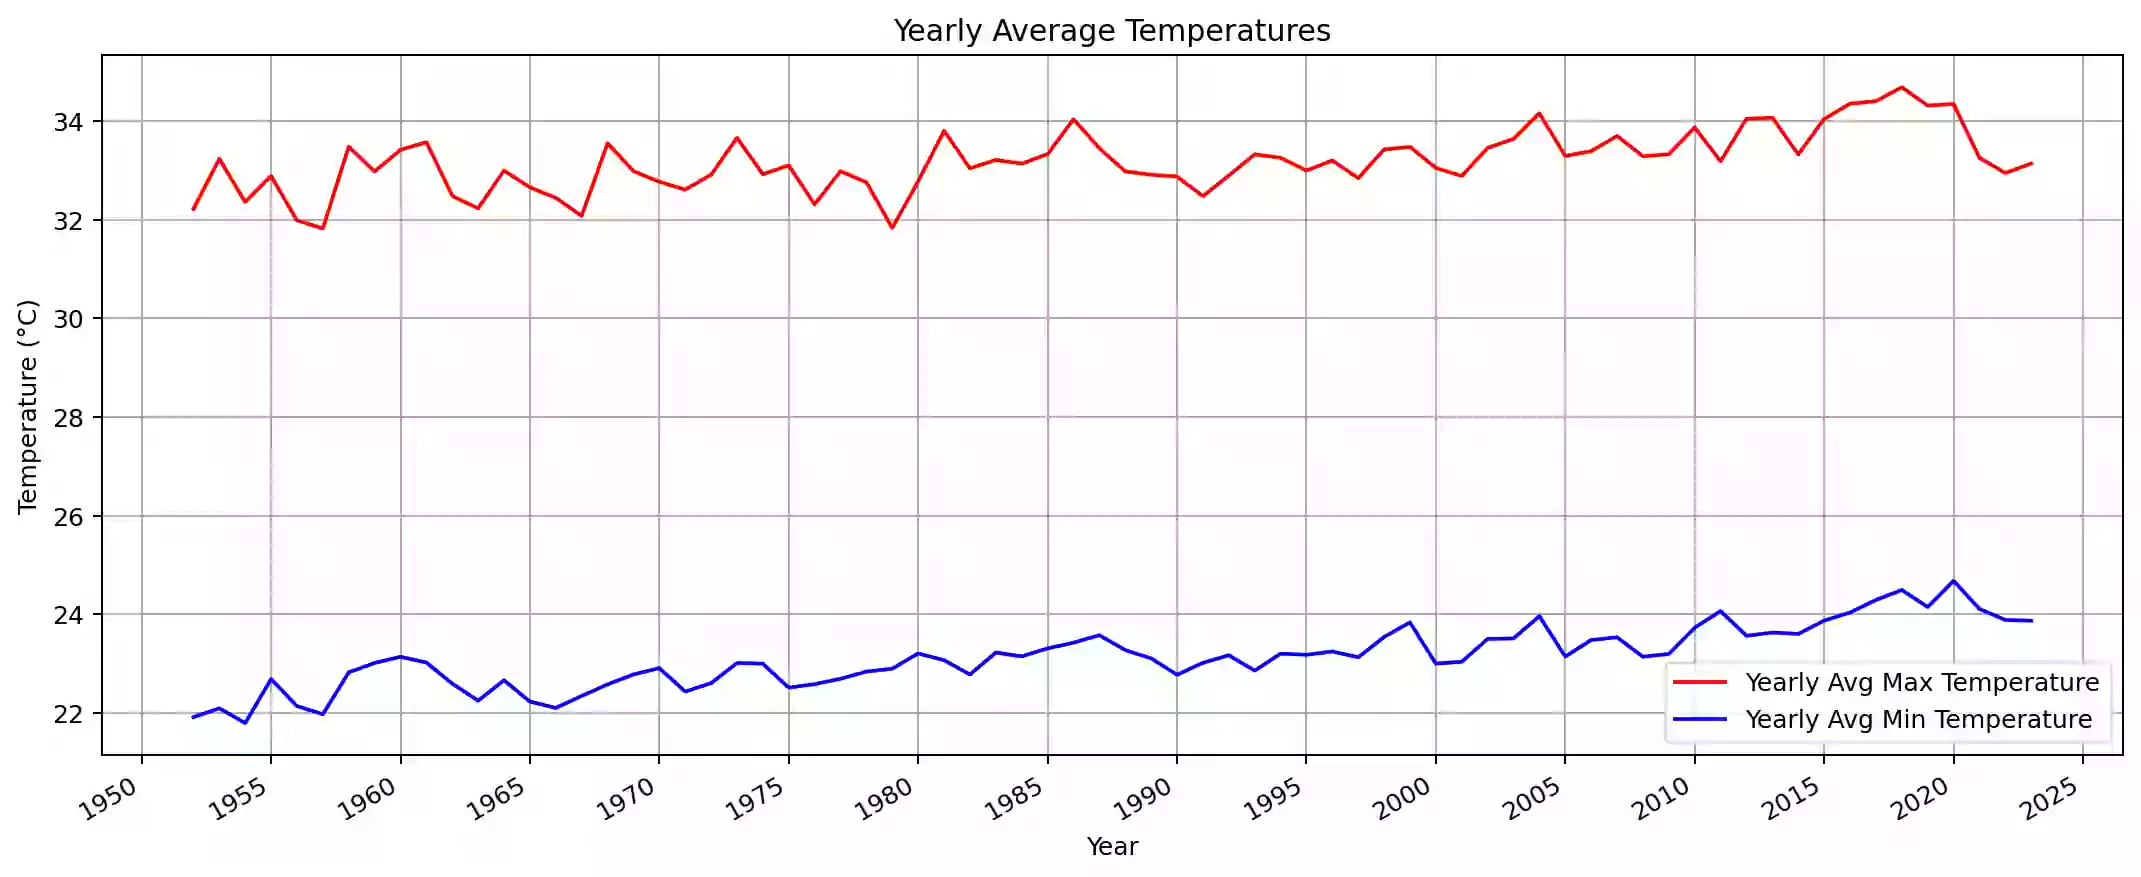 Yearly Average Temperatures
Temperature (°C)
34
32
30
28
26
24
22
Yearly Avg Max Temperature
Yearly Avg Min Temperature
1950 1955 1960 1965 1970 1975 1980 1985 1990 1995 2000 2005 2010 2015 2020 2025
Year